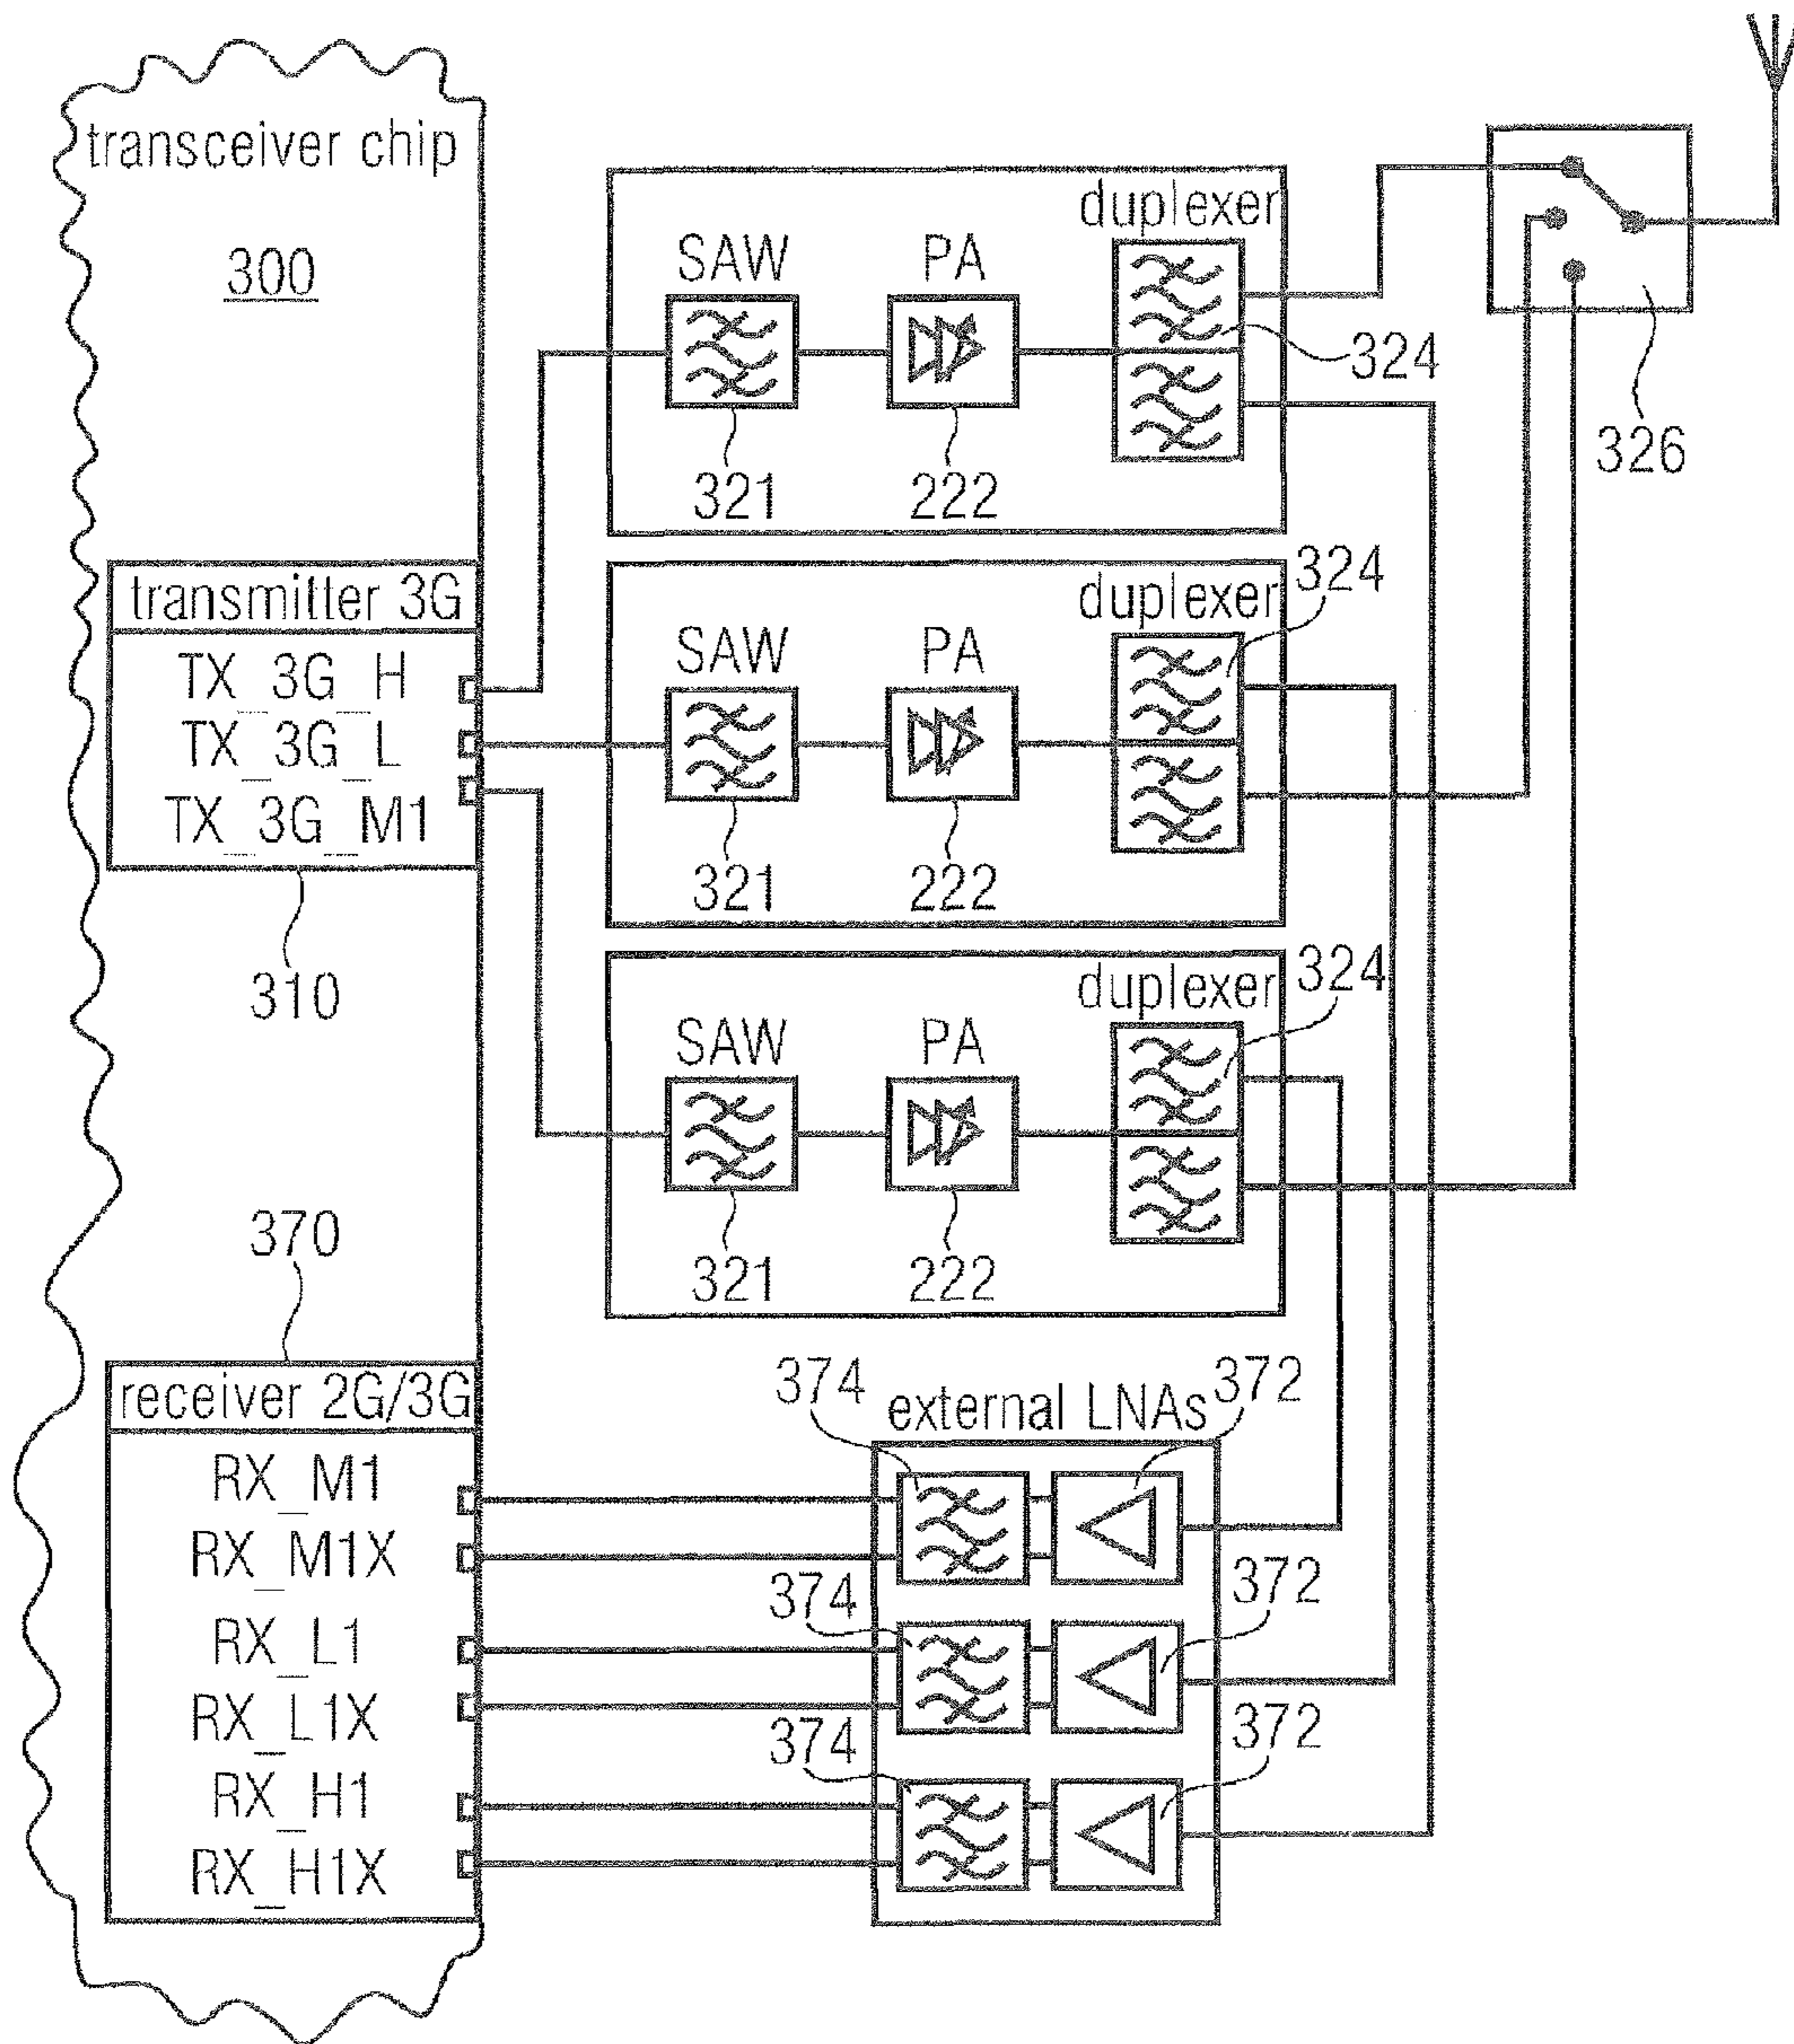 transceiver chip
300
duplexer
SAW
PA
324
321
222
326
transmitter 3G
TX_3G_H
TX_3G_L
TX_3G_M1
310
duplexer
324
SAW
PA
321
222
duplexer
324
SAW
PA
321
222
370
receiver 2G/3G
RX_M1
RX_M1X
RX_L1
RX_L1X
RX_H1
RX_H1X
374
external LNAs
372
374
372
374
372